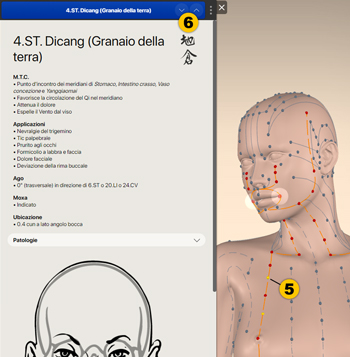 4.ST. Dicang (Granaio della terra)
6
4.ST. Dicang (Granaio della
terra)
地
倉
M.T.C.
• Punto d'incontro dei meridiani di Stomaco, Intestino crasso, Vaso
concezione e Yangqiaomai
• Favorisce la circolazione del Qi nel meridiano
• Attenua il dolore
• Espelle il Vento dal viso
Applicazioni
• Nevralgie del trigemino
• Tic palpebrale
• Prurito agli occhi
• Formicolio a labbra e faccia
• Dolore facciale
• Deviazione della rima buccale
Ago
• 0° (trasversale) in direzione di 6.ST o 20.LI o 24.CV
Moxa
• Indicato
Ubicazione
• 0.4 cun a lato angolo bocca
Patologie
5